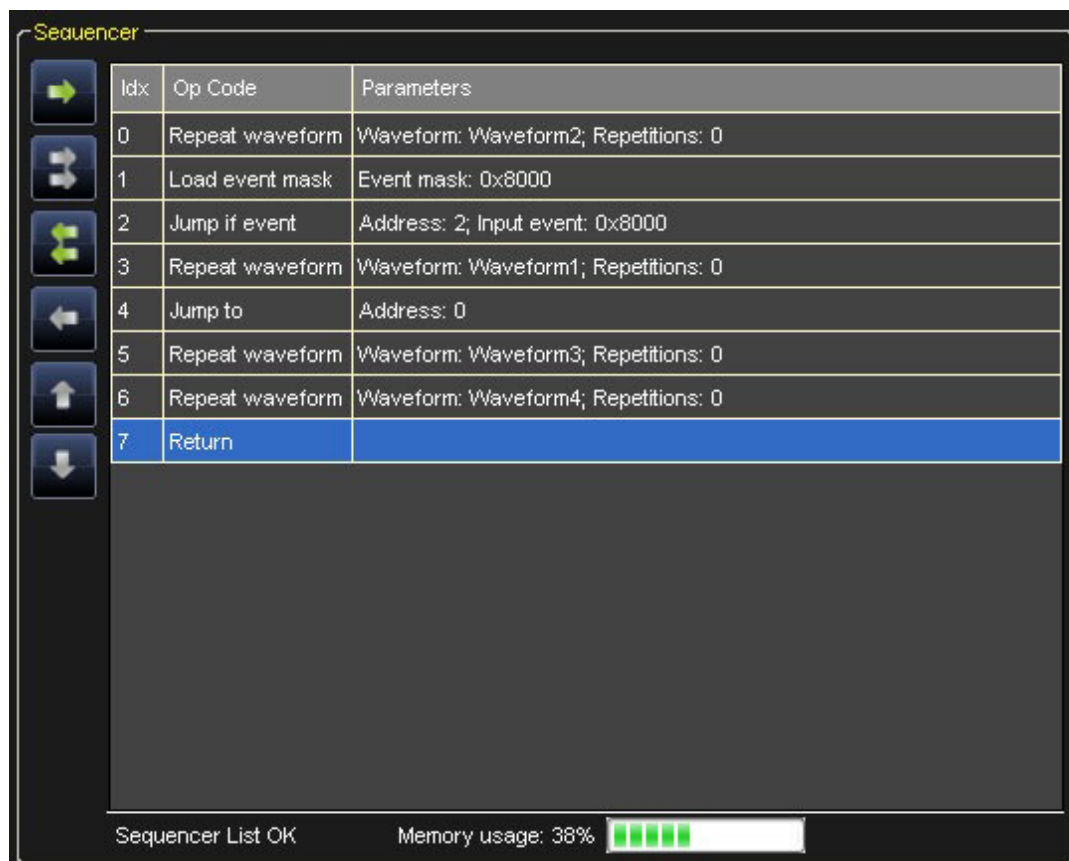 Sequencer
Idx Op Code Parameters
0 Repeat waveform Waveform: Waveform2; Repetitions: 0
1 Load event mask Event mask: 0x8000
2 Jump if event Address: 2; Input event: 0x8000
3 Repeat waveform Waveform: Waveform1; Repetitions: 0
4 Jump to Address: 0
5 Repeat waveform Waveform: Waveform3; Repetitions: 0
6 Repeat waveform Waveform: Waveform4; Repetitions: 0
7 Return
Sequencer List OK Memory usage: 38%